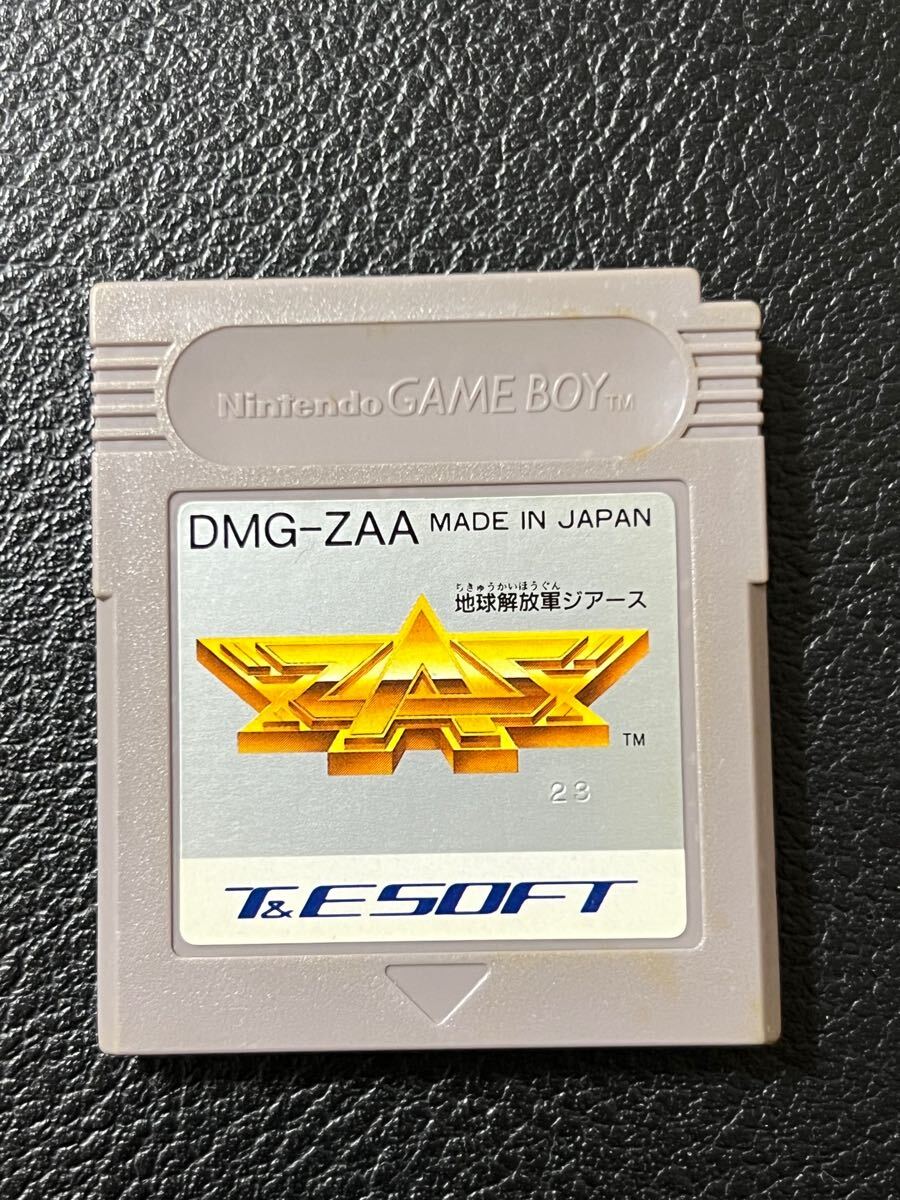 Nintendo GAME BOY TM
DMG-ZAA MADE IN JAPAN
ちきゅうかいほうぐん
地球解放軍ジアース
ZAS
TM
23
T&E SOFT